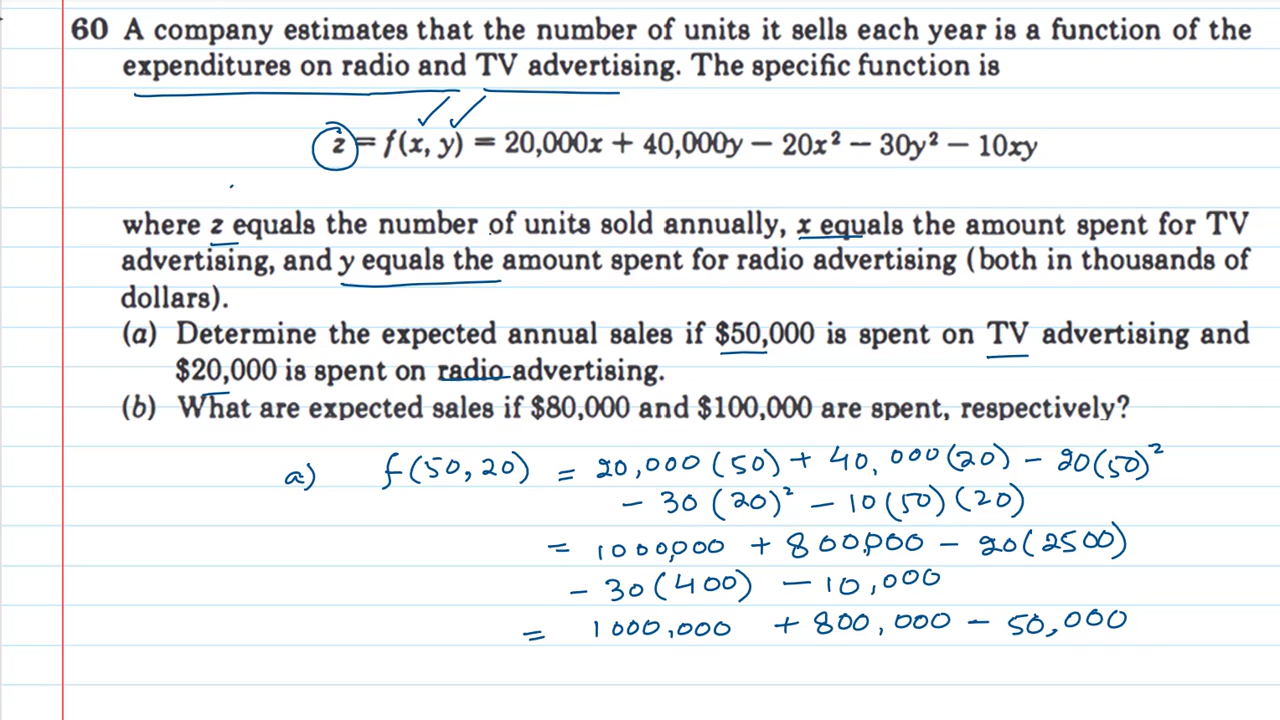 60 A company estimates that the number of units it sells each year is a function of the
expenditures on radio and TV advertising. The specific function is
z = f(x, y) = 20,000x + 40,000y − 20x² − 30y² − 10xy
where z equals the number of units sold annually, x equals the amount spent for TV
advertising, and y equals the amount spent for radio advertising (both in thousands of
dollars).
(a) Determine the expected annual sales if $50,000 is spent on TV advertising and
$20,000 is spent on radio advertising.
(b) What are expected sales if $80,000 and $100,000 are spent, respectively?
a) f(50,20) = 20,000(50) + 40,000(20) − 20(50)²
− 30(20)² − 10(50)(20)
= 1000,000 + 800,000 − 20(2500)
− 30(400) − 10,000
= 1000,000 + 800,000 − 50,000